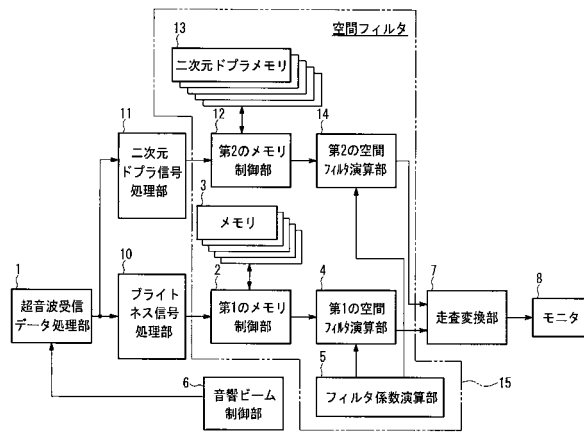 空間フィルタ
13
二次元ドプラメモリ
11
12
14
二次元
ドプラ信号
処理部
第2のメモリ
制御部
第2の空間
フィルタ演算部
3
メモリ
1
10
2
4
7
8
超音波受信
データ処理部
ブライト
ネス信号
処理部
第1のメモリ
制御部
第1の空間
フィルタ演算部
走査変換部
モニタ
5
フィルタ係数演算部
15
6
音響ビーム
制御部